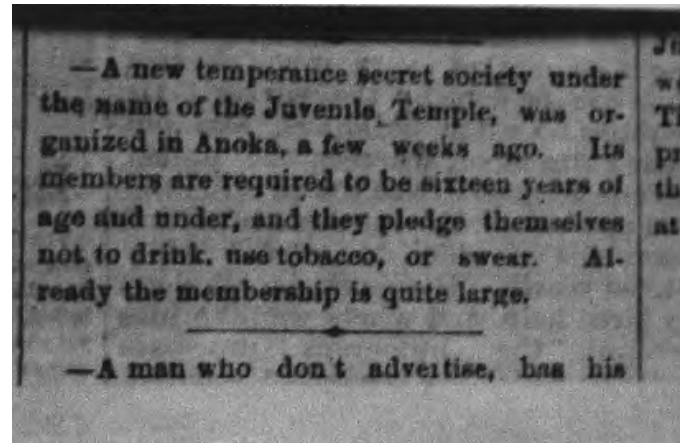 —A new temperance secret society under
the name of the Juvenile Temple, was or-
ganized in Anoka, a few weeks ago. Its
members are required to be sixteen years of
age and under, and they pledge themselves
not to drink, use tobacco, or swear. Al-
ready the membership is quite large.
—A man who don't advertise, has his